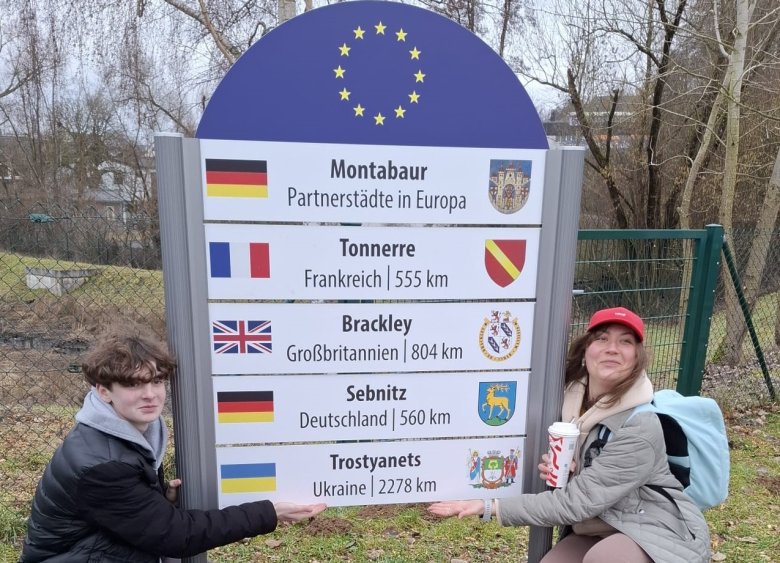 Montabaur
Partnerstädte in Europa
Tonnerre
Frankreich | 555 km
Brackley
Großbritannien | 804 km
Sebnitz
Deutschland | 560 km
Trostyanets
Ukraine | 2278 km